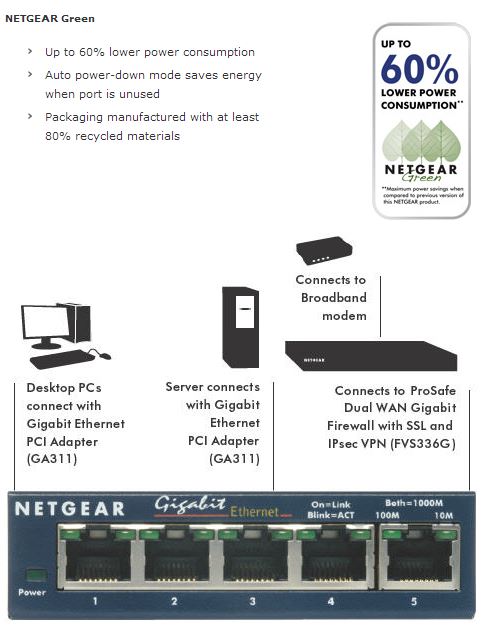 NETGEAR Green
› Up to 60% lower power consumption
› Auto power-down mode saves energy
when port is unused
› Packaging manufactured with at least
80% recycled materials
UP TO
60%
LOWER POWER
CONSUMPTION**
NETGEAR
Green
**Maximum power savings when
compared to previous version of
this NETGEAR product.
Connects to
Broadband
modem
NETGEAR
Desktop PCs
connect with
Gigabit Ethernet
PCI Adapter
(GA311)
Server connects
with Gigabit
Ethernet
PCI Adapter
(GA311)
Connects to ProSafe
Dual WAN Gigabit
Firewall with SSL and
IPsec VPN (FVS336G)
NETGEAR
Gigabit
Ethernet
On=Link
Blink=ACT
Beth=1000M
100M 10M
Power
1 2 3 4 5